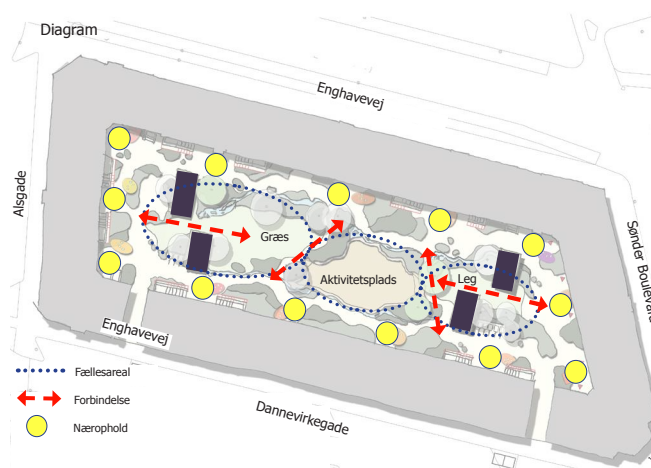 Diagram
Enghavevej
Alsgade
Græs
Aktivitetsplads
Leg
Sønder Boulevard
Enghavevej
Fællesareal
Forbindelse
Nærophold
Dannevirkegade